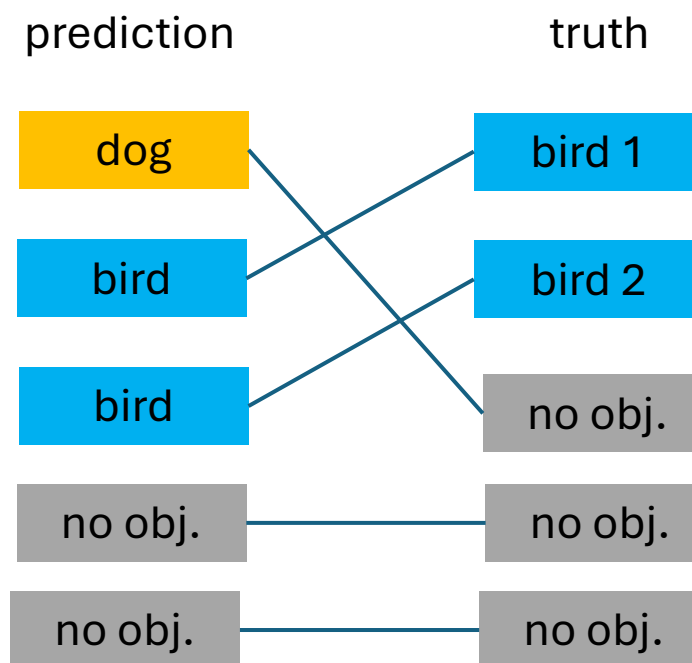 prediction truth
dog bird 1
bird bird 2
bird no obj.
no obj. no obj.
no obj. no obj.